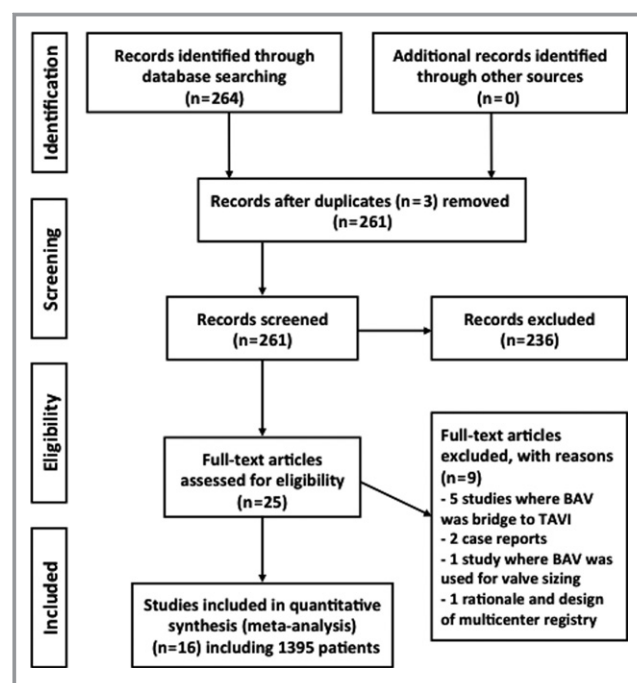 Identification
Records identified through
database searching
(n=264)
Additional records identified
through other sources
(n=0)
Records after duplicates (n=3) removed
(n=261)
Screening
Records screened
(n=261)
Records excluded
(n=236)
Eligibility
Full-text articles
assessed for eligibility
(n=25)
Full-text articles
excluded, with reasons
(n=9)
- 5 studies where BAV
was bridge to TAVI
- 2 case reports
- 1 study where BAV was
used for valve sizing
- 1 rationale and design
of multicenter registry
Included
Studies included in quantitative
synthesis (meta-analysis)
(n=16) including 1395 patients